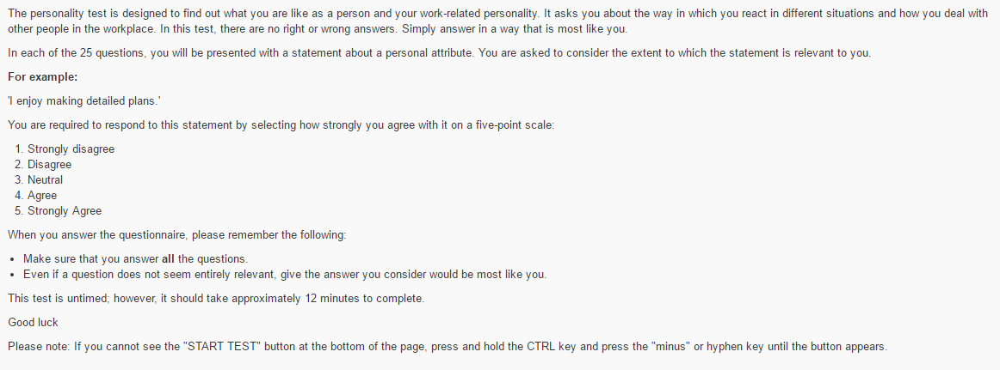 The personality test is designed to find out what you are like as a person and your work-related personality. It asks you about the way in which you react in different situations and how you deal with
other people in the workplace. In this test, there are no right or wrong answers. Simply answer in a way that is most like you.
In each of the 25 questions, you will be presented with a statement about a personal attribute. You are asked to consider the extent to which the statement is relevant to you.
For example:
'I enjoy making detailed plans.'
You are required to respond to this statement by selecting how strongly you agree with it on a five-point scale:
1. Strongly disagree
2. Disagree
3. Neutral
4. Agree
5. Strongly Agree
When you answer the questionnaire, please remember the following:
• Make sure that you answer all the questions.
• Even if a question does not seem entirely relevant, give the answer you consider would be most like you.
This test is untimed; however, it should take approximately 12 minutes to complete.
Good luck
Please note: If you cannot see the "START TEST" button at the bottom of the page, press and hold the CTRL key and press the "minus" or hyphen key until the button appears.